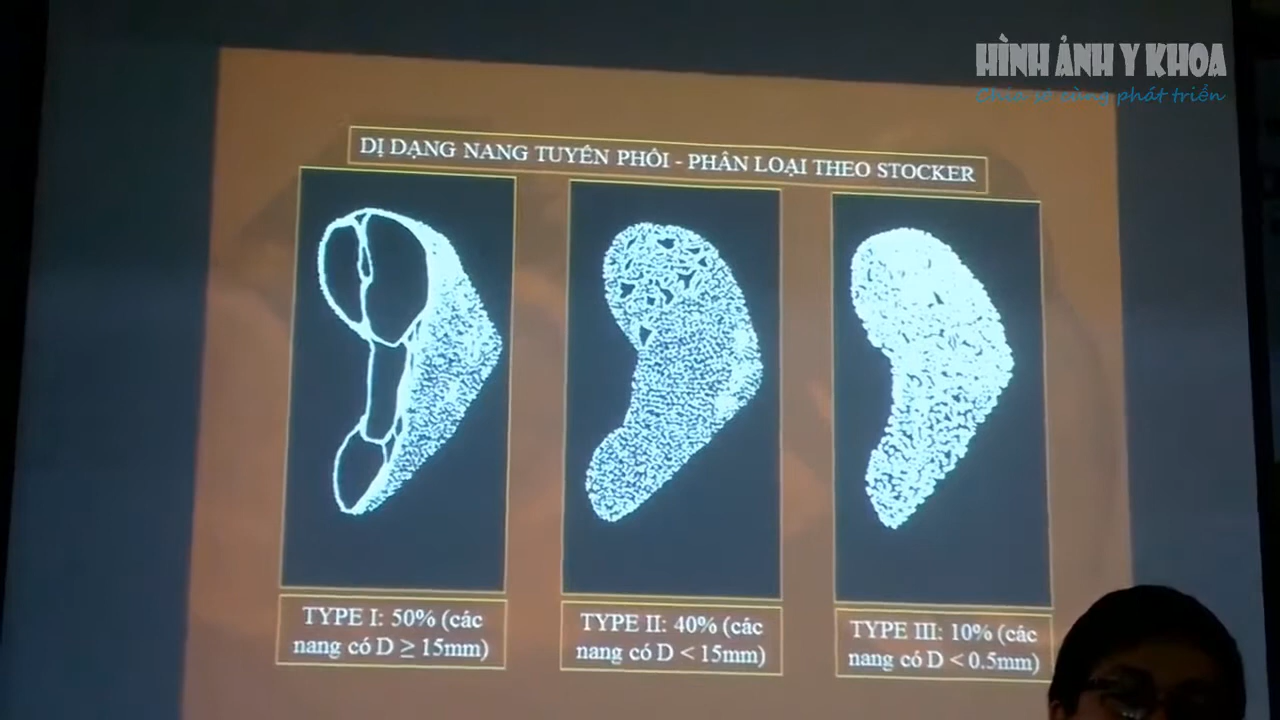 HÌNH ẢNH Y KHOA
Chia sẻ cùng phát triển
DỊ DẠNG NANG TUYẾN PHỔI - PHÂN LOẠI THEO STOCKER
TYPE I: 50% (các
nang có D ≥ 15mm)
TYPE II: 40% (các
nang có D < 15mm)
TYPE III: 10% (các
nang có D < 0.5mm)